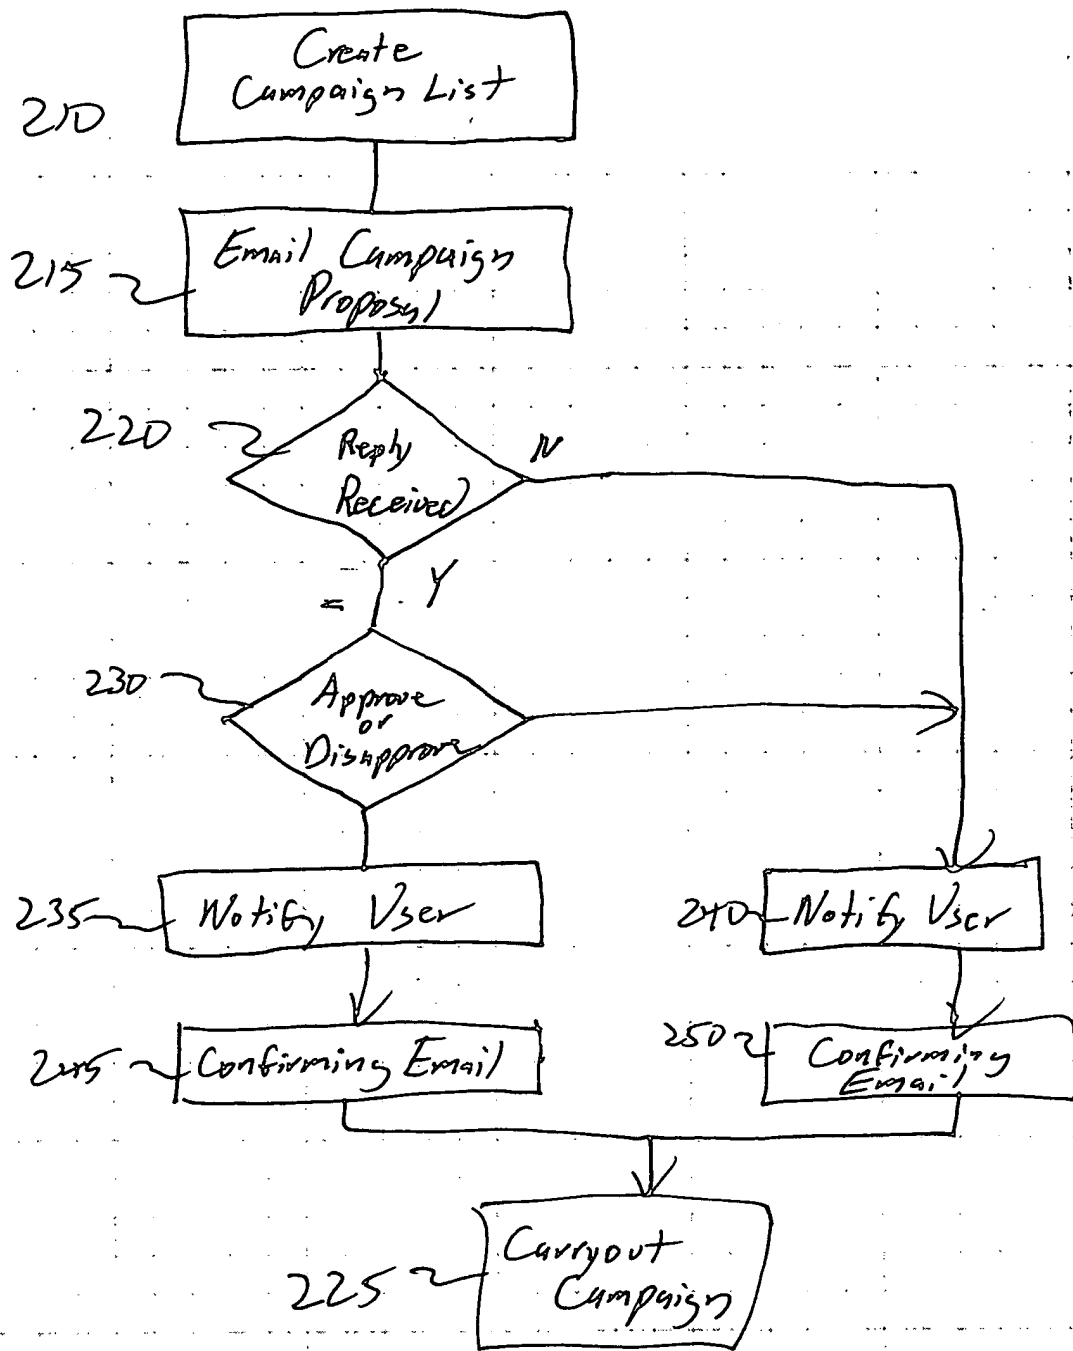 Create
Campaign List
210
Email Campaign
Proposal
215
220
Reply
Received
N
Y
230
Approve
or
Disapprove
235
Notify User
240
Notify User
245
Confirming Email
250
Confirming
Email
225
Carryout
Campaign